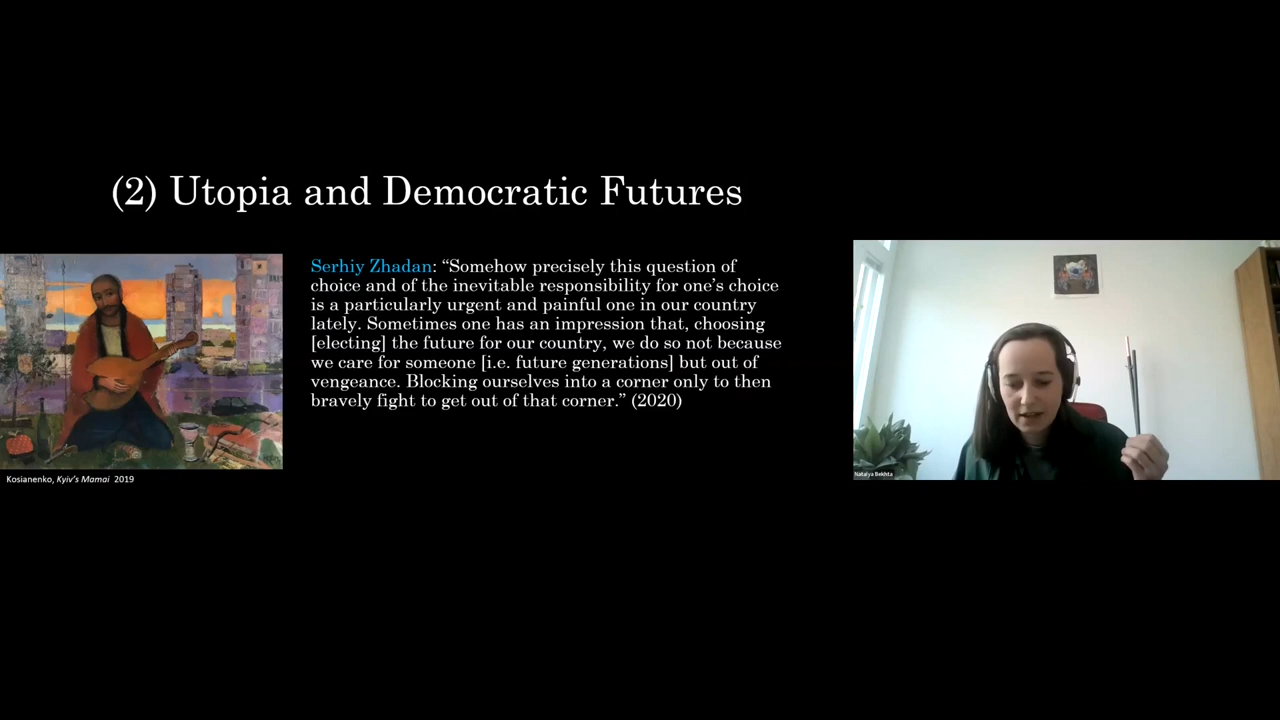 (2) Utopia and Democratic Futures
Serhiy Zhadan: “Somehow precisely this question of
choice and of the inevitable responsibility for one’s choice
is a particularly urgent and painful one in our country
lately. Sometimes one has an impression that, choosing
[electing] the future for our country, we do so not because
we care for someone [i.e. future generations] but out of
vengeance. Blocking ourselves into a corner only to then
bravely fight to get out of that corner.” (2020)
Kosianenko, Kyiv’s Mamai 2019
Natalya Bekhta